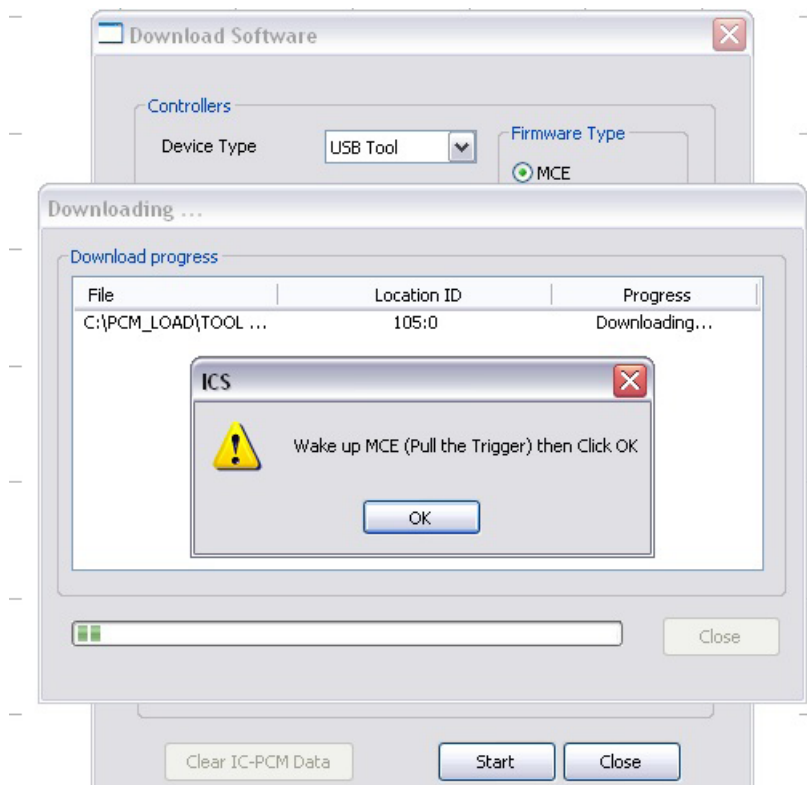 Download Software
Controllers
Device Type
USB Tool
Firmware Type
MCE
Downloading ...
Download progress
File Location ID Progress
C:\PCM_LOAD\TOOL ... 105:0 Downloading...
ICS
Wake up MCE (Pull the Trigger) then Click OK
OK
Close
Clear IC-PCM Data Start Close